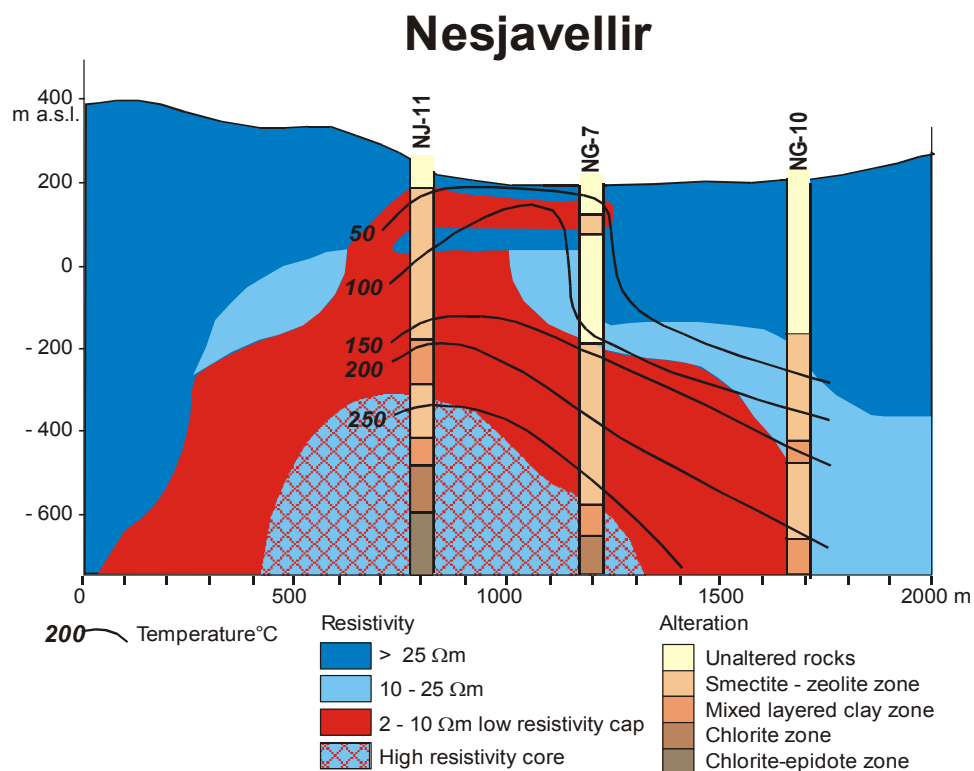 Nesjavellir
400
m a.s.l.
200
0
- 200
- 400
- 600
NJ-11
NG-7
NG-10
50
100
150
200
250
0
500
1000
1500
2000 m
200 Temperature°C
Resistivity
> 25 Ωm
10 - 25 Ωm
2 - 10 Ωm low resistivity cap
High resistivity core
Alteration
Unaltered rocks
Smectite - zeolite zone
Mixed layered clay zone
Chlorite zone
Chlorite-epidote zone